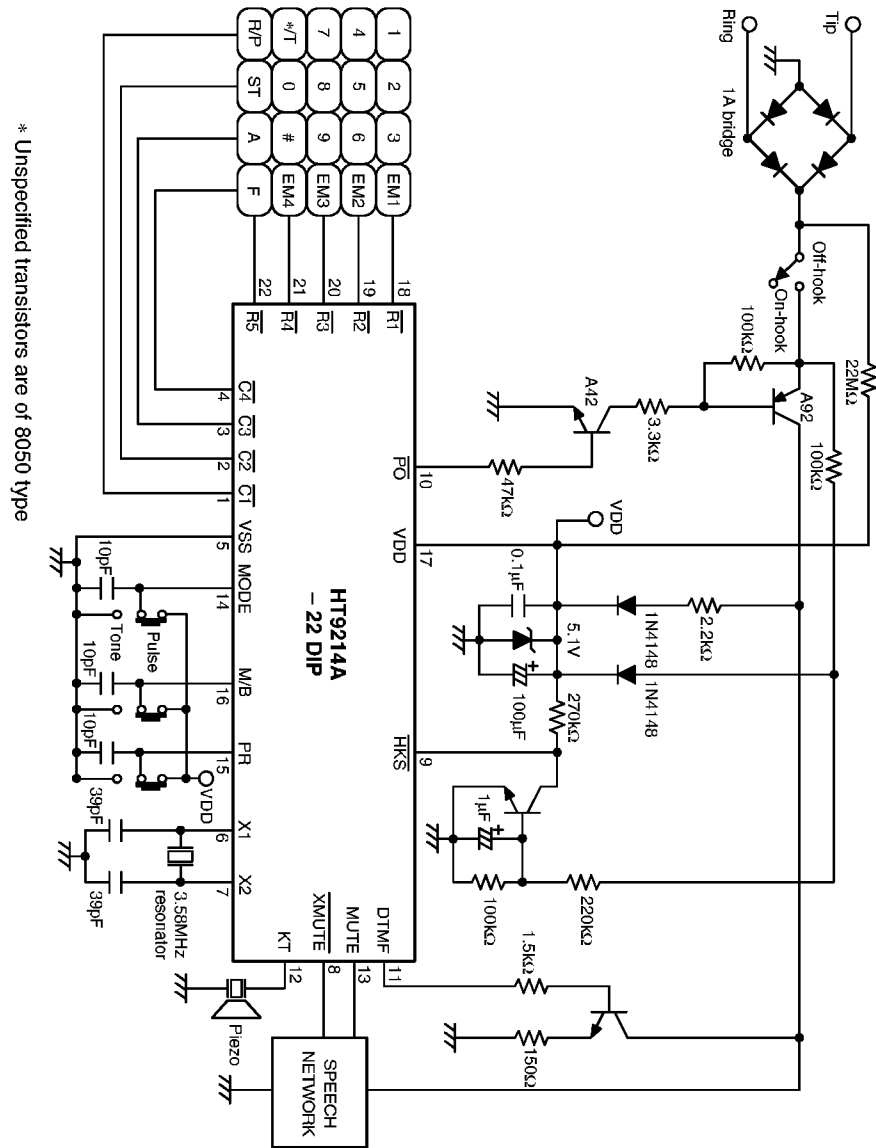 Tip
Ring
1A bridge
Off-hook
On-hook
22MΩ
100kΩ
A92
100kΩ
3.3kΩ
A42
47kΩ
VDD
2.2kΩ
1N4148
1N4148
0.1µF
5.1V
100µF
270kΩ
1µF
100kΩ
220kΩ
1.5kΩ
150Ω
1 2 3 EM1
4 5 6 EM2
7 8 9 EM3
*/T 0 # EM4
R/P ST A F
18 R1
19 R2
20 R3
21 R4
22 R5
4 C4
3 C3
2 C2
1 C1
10 PO
17 VDD
9 HKS
HT9214A
– 22 DIP
5 VSS
14 MODE
16 M/B
15 PR
6 X1
7 X2
12 KT
8 XMUTE
13 MUTE
11 DTMF
10pF
Tone
Pulse
10pF
10pF
VDD
39pF
39pF
3.58MHz
resonator
Piezo
SPEECH
NETWORK
* Unspecified transistors are of 8050 type